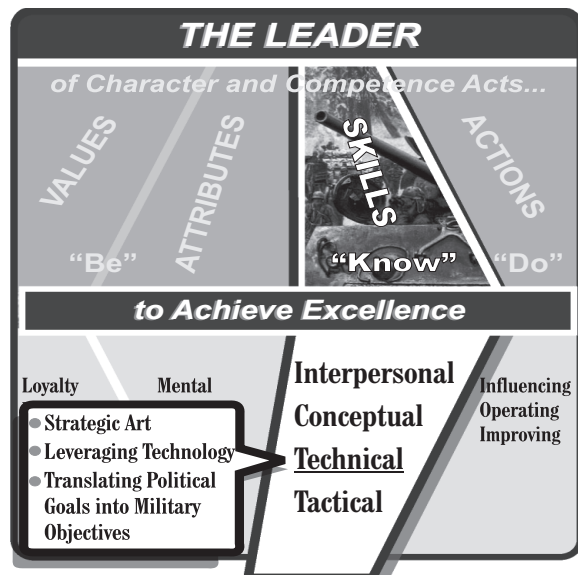 THE LEADER
of Character and Competence Acts...
VALUES
ATTRIBUTES
SKILLS
ACTIONS
“Be”
“Know”
“Do”
to Achieve Excellence
Loyalty
Mental
Strategic Art
Leveraging Technology
Translating Political
Goals into Military
Objectives
Interpersonal
Conceptual
Technical
Tactical
Influencing
Operating
Improving